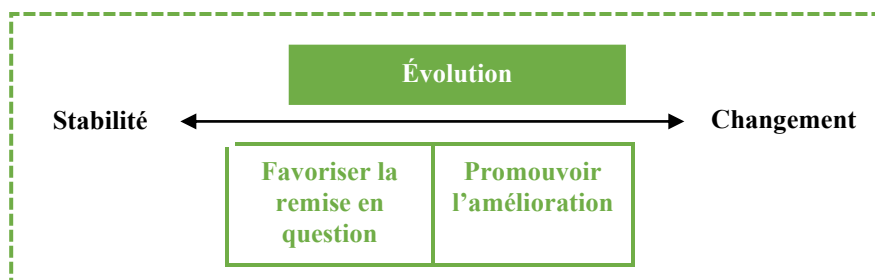 Évolution
Stabilité
Changement
Favoriser la
remise en
question
Promouvoir
l’amélioration